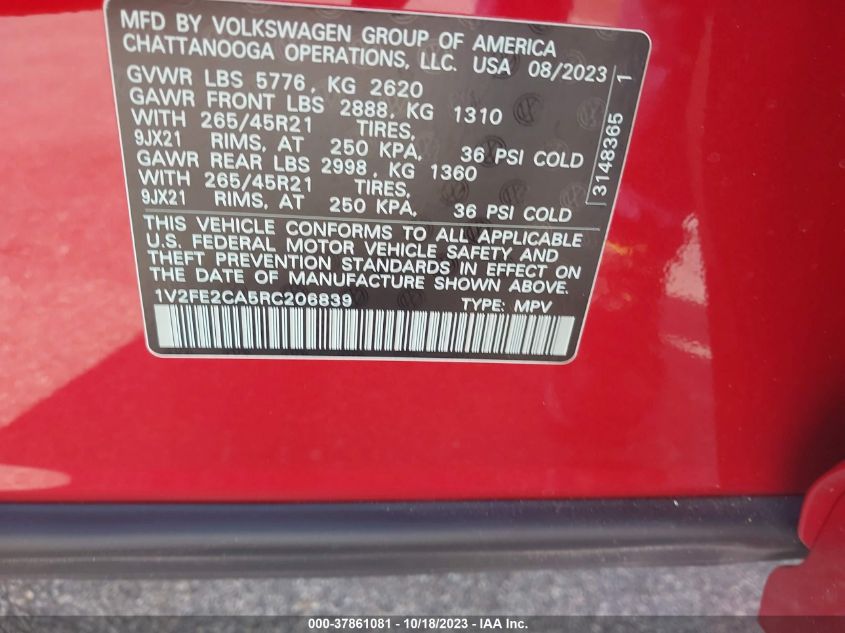 MFD BY VOLKSWAGEN GROUP OF AMERICA
CHATTANOOGA OPERATIONS, LLC. USA 08/2023
GVWR LBS 5776, KG 2620
GAWR FRONT LBS 2888, KG 1310
WITH 265/45R21 TIRES,
9JX21 RIMS, AT 250 KPA, 36 PSI COLD
GAWR REAR LBS 2998, KG 1360
WITH 265/45R21 TIRES,
9JX21 RIMS, AT 250 KPA, 36 PSI COLD
3148365 1
THIS VEHICLE CONFORMS TO ALL APPLICABLE
U.S. FEDERAL MOTOR VEHICLE SAFETY AND
THEFT PREVENTION STANDARDS IN EFFECT ON
THE DATE OF MANUFACTURE SHOWN ABOVE.
1V2FE2CA5RC206839 TYPE: MPV
000-37861081 - 10/18/2023 - IAA Inc.